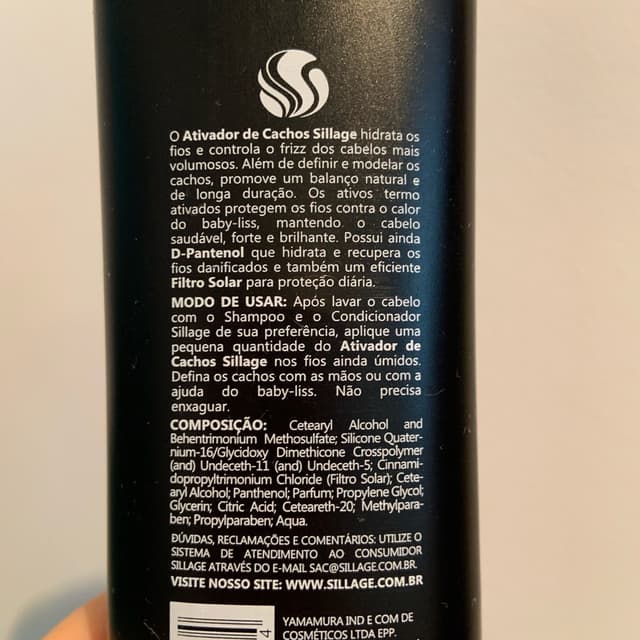 O Ativador de Cachos Sillage hidrata os
fios e controla o frizz dos cabelos mais
volumosos. Além de definir e modelar os
cachos, promove um balanço natural e
de longa duração. Os ativos termo
ativados protegem os fios contra o calor
do baby-liss, mantendo o cabelo
saudável, forte e brilhante. Possui ainda
D-Pantenol que hidrata e recupera os
fios danificados e também um eficiente
Filtro Solar para proteção diária.
MODO DE USAR: Após lavar o cabelo
com o Shampoo e o Condicionador
Sillage de sua preferência, aplique uma
pequena quantidade do Ativador de
Cachos Sillage nos fios ainda úmidos.
Defina os cachos com as mãos ou com a
ajuda do baby-liss. Não precisa
enxaguar.
COMPOSIÇÃO: Cetearyl Alcohol and
Behentrimonium Methosulfate; Silicone Quater-
nium-16/Glycidoxy Dimethicone Crosspolymer
(and) Undeceth-11 (and) Undeceth-5; Cinnami-
dopropyltrimonium Chloride (Filtro Solar); Cete-
aryl Alcohol; Panthenol; Parfum; Propylene Glycol;
Glycerin; Citric Acid; Ceteareth-20; Methylpara-
ben; Propylparaben; Aqua.
DÚVIDAS, RECLAMAÇÕES E COMENTÁRIOS: UTILIZE O
SISTEMA DE ATENDIMENTO AO CONSUMIDOR
SILLAGE ATRAVÉS DO E-MAIL SAC@SILLAGE.COM.BR.
VISITE NOSSO SITE: WWW.SILLAGE.COM.BR
4
YAMAMURA IND E COM DE
COSMÉTICOS LTDA EPP.